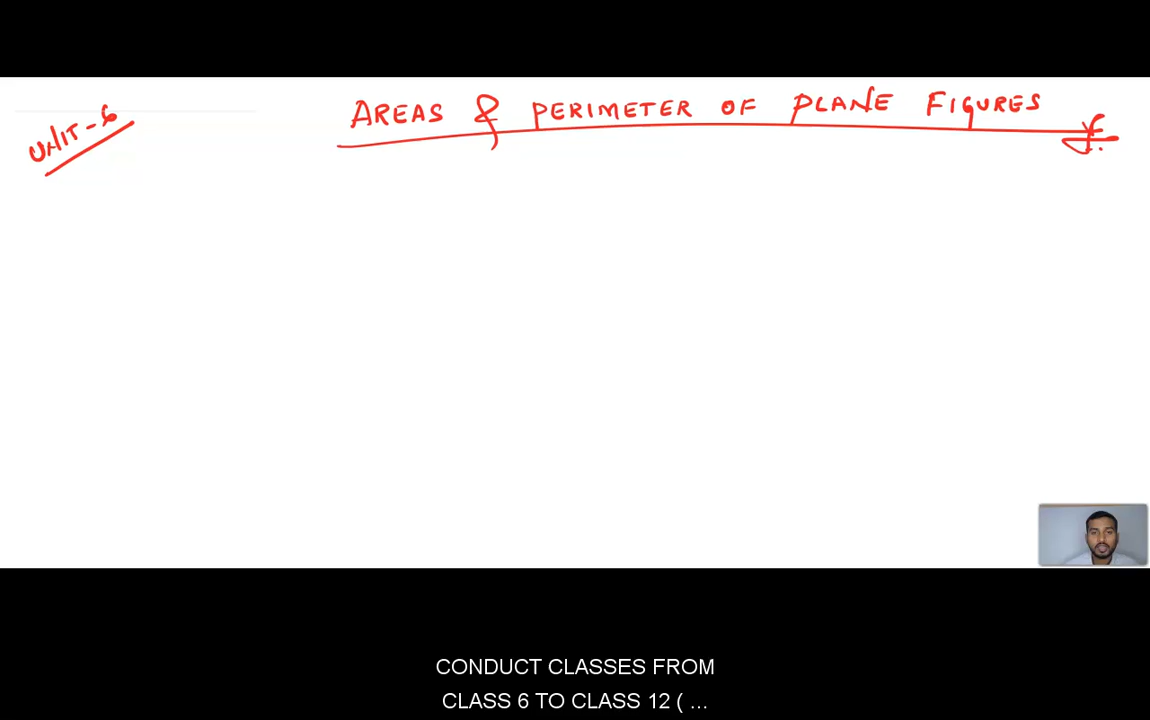 UNIT-6
AREAS & PERIMETER OF PLANE FIGURES
CONDUCT CLASSES FROM
CLASS 6 TO CLASS 12 ( ...